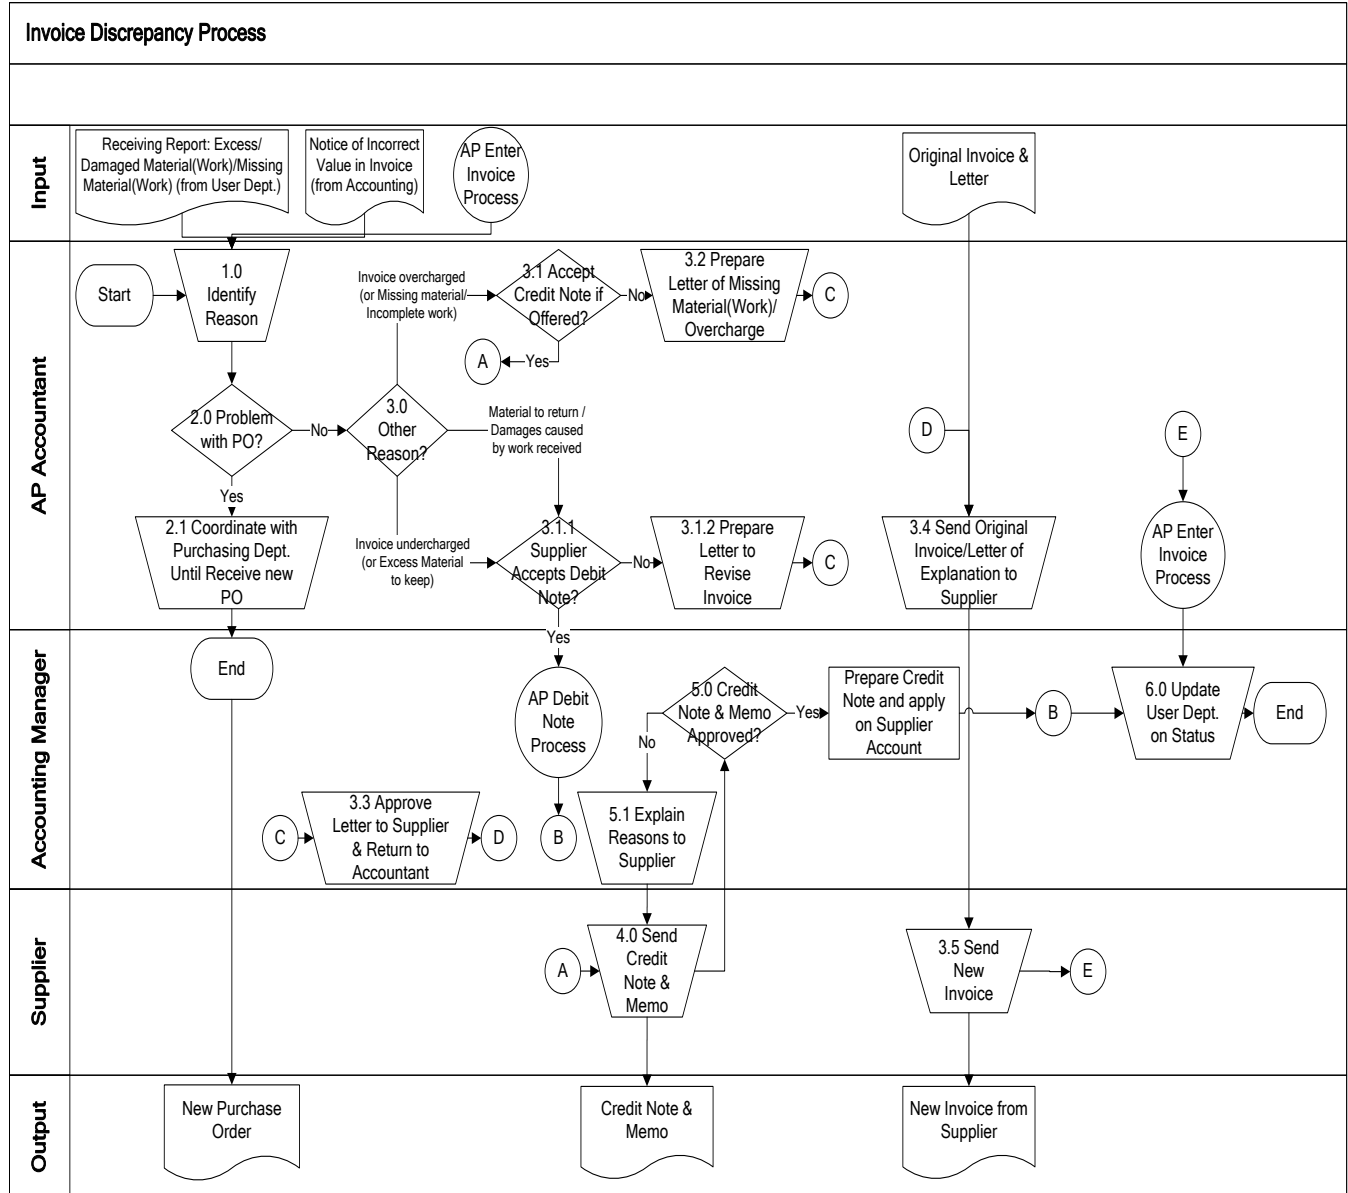 Invoice Discrepancy Process
Input
Receiving Report: Excess/
Damaged Material(Work)/Missing
Material(Work) (from User Dept.)
Notice of Incorrect
Value in Invoice
(from Accounting)
AP Enter
Invoice
Process
Original Invoice &
Letter
AP Accountant
Start
1.0
Identify
Reason
Invoice overcharged
(or Missing material/
Incomplete work)
3.1 Accept
Credit Note if
Offered?
No
3.2 Prepare
Letter of Missing
Material(Work)/
Overcharge
C
A
Yes
2.0 Problem
with PO?
No
3.0
Other
Reason?
Material to return /
Damages caused
by work received
D
E
Yes
2.1 Coordinate with
Purchasing Dept.
Until Receive new
PO
Invoice undercharged
(or Excess Material
to keep)
3.1.1
Supplier
Accepts Debit
Note?
No
3.1.2 Prepare
Letter to
Revise
Invoice
C
3.4 Send Original
Invoice/Letter of
Explanation to
Supplier
AP Enter
Invoice
Process
Accounting Manager
Yes
End
AP Debit
Note
Process
5.0 Credit
Note & Memo
Approved?
Yes
Prepare Credit
Note and apply
on Supplier
Account
B
6.0 Update
User Dept.
on Status
End
No
C
3.3 Approve
Letter to Supplier
& Return to
Accountant
D
B
5.1 Explain
Reasons to
Supplier
Supplier
A
4.0 Send
Credit
Note &
Memo
3.5 Send
New
Invoice
E
Output
New Purchase
Order
Credit Note &
Memo
New Invoice from
Supplier